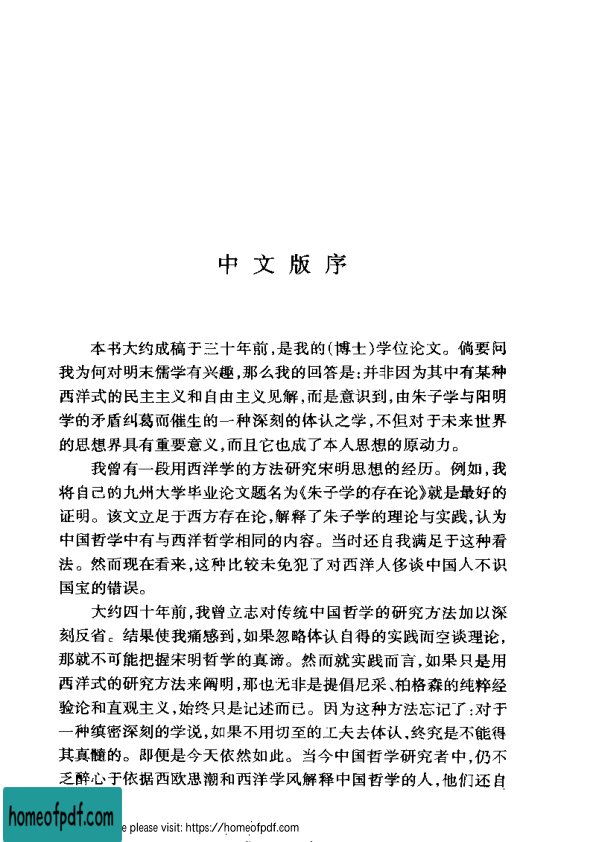 中文版序
本书大约成稿于三十年前,是我的(博士)学位论文。倘要问
我为何对明末儒学有兴趣,那么我的回答是:并非因为其中有某种
西洋式的民主主义和自由主义见解,而是意识到,由朱子学与阳明
学的矛盾纠葛而催生的一种深刻的体认之学,不但对于未来世界
的思想界具有重要意义,而且它也成了本人思想的原动力。
我曾有一段用西洋学的方法研究宋明思想的经历。例如,我
将自己的九州大学毕业论文题名为《朱子学的存在论》就是最好的
证明。该文立足于西方存在论,解释了朱子学的理论与实践,认为
中国哲学中有与西洋哲学相同的内容。当时还自我满足于这种看
法。然而现在看来,这种比较未免犯了对西洋人侈谈中国人不识
国宝的错误。
大约四十年前,我曾立志对传统中国哲学的研究方法加以深
刻反省。结果使我痛感到,如果忽略体认自得的实践而空谈理论,
那就不可能把握宋明哲学的真谛。然而就实践而言,如果只是用
西洋式的研究方法来阐明,那也无非是提倡尼采、柏格森的纯粹经
验论和直观主义,始终只是记述而已。因为这种方法忘记了:对于
一种缜密深刻的学说,如果不用切至的工夫去体认,终究是不能得
其真髓的。即便是今天依然如此。当今中国哲学研究者中,仍不
乏醉心于依据西欧思潮和西洋学风解释中国哲学的人,他们还自
homeofpdf.com
e please visit: https://homeofpdf.com